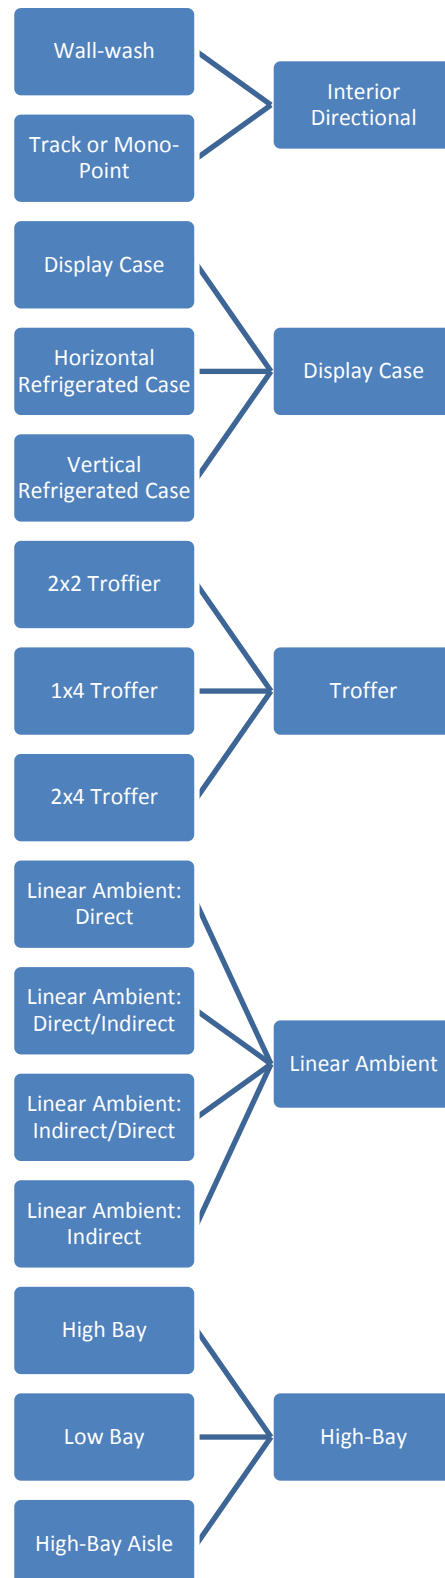 Wall-wash
Interior
Directional
Track or Mono-
Point
Display Case
Horizontal
Refrigerated Case
Display Case
Vertical
Refrigerated Case
2x2 Troffier
1x4 Troffer
Troffer
2x4 Troffer
Linear Ambient:
Direct
Linear Ambient:
Direct/Indirect
Linear Ambient
Linear Ambient:
Indirect/Direct
Linear Ambient:
Indirect
High Bay
Low Bay
High-Bay
High-Bay Aisle